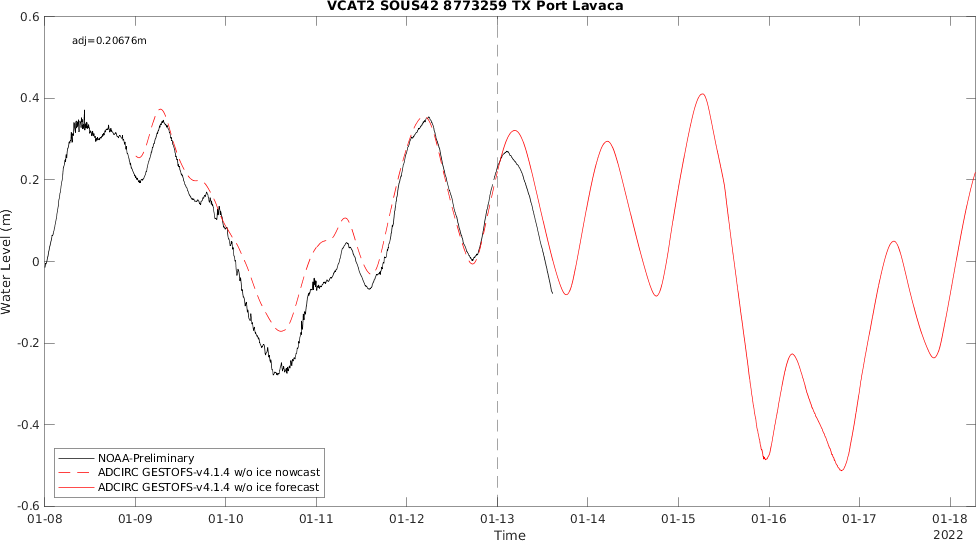 VCAT2 SOUS42 8773259 TX Port Lavaca
0.6
adj=0.20676m
0.4
0.2
0
-0.2
-0.4
-0.6
Water Level (m)
NOAA-Preliminary
ADCIRC GESTOFS-v4.1.4 w/o ice nowcast
ADCIRC GESTOFS-v4.1.4 w/o ice forecast
01-08 01-09 01-10 01-11 01-12 01-13 01-14 01-15 01-16 01-17 01-18
Time 2022